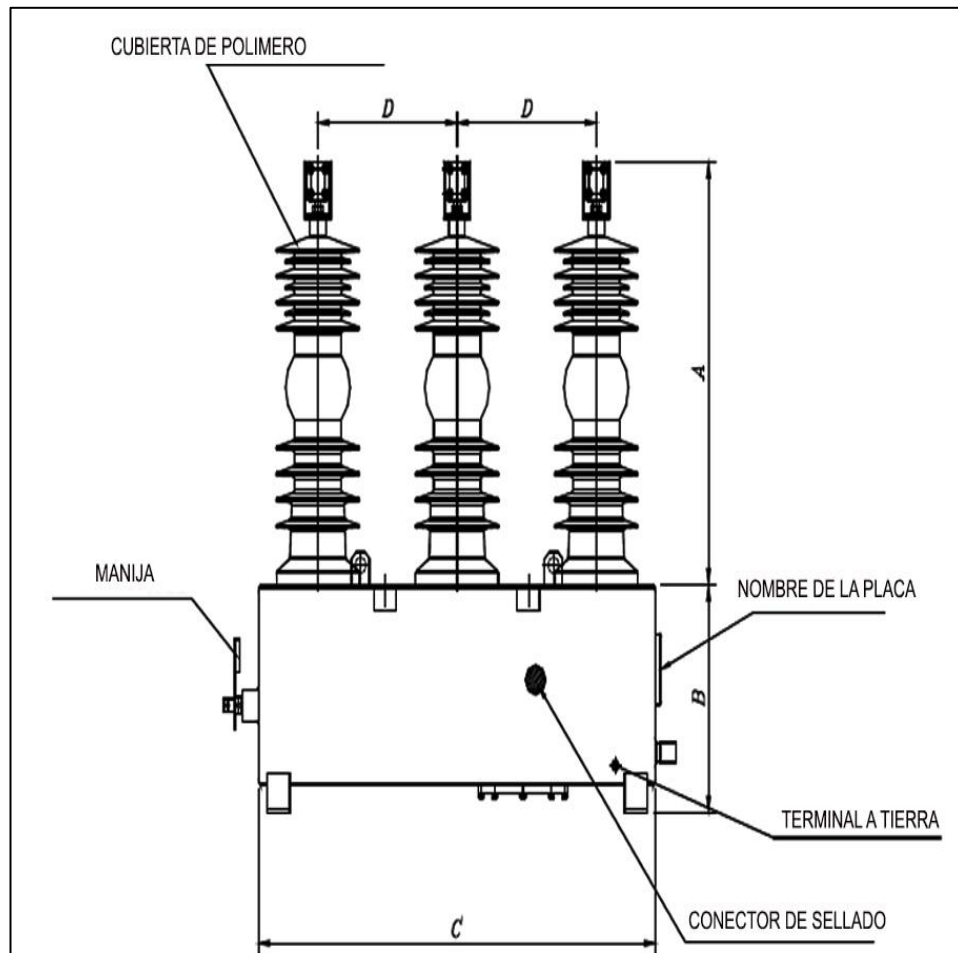 CUBIERTA DE POLIMERO
D D
A
MANIJA
NOMBRE DE LA PLACA
B
TERMINAL A TIERRA
CONECTOR DE SELLADO
C